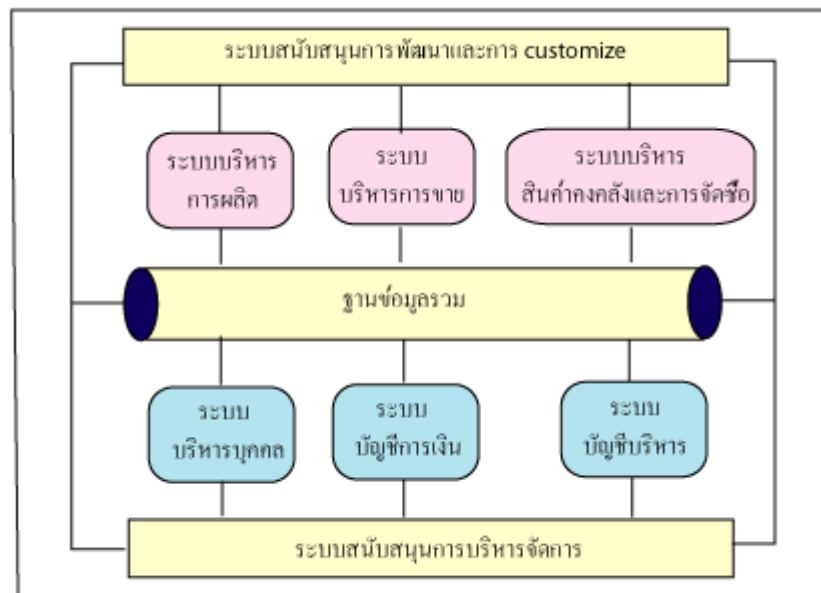 ระบบสนับสนุนการพัฒนาและการ customize
ระบบบริหาร
การผลิต
ระบบ
บริหารการขาย
ระบบบริหาร
สินค้าคงคลังและการจัดซื้อ
ฐานข้อมูลรวม
ระบบ
บริหารบุคคล
ระบบ
บัญชีการเงิน
ระบบ
บัญชีบริหาร
ระบบสนับสนุนการบริหารจัดการ